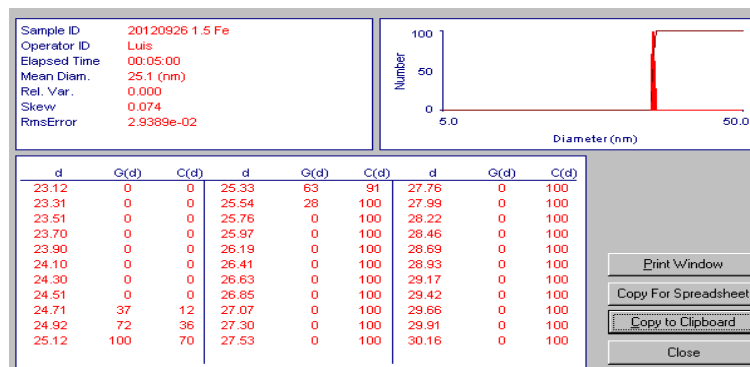 Sample ID 20120926 1.5 Fe
Operator ID Luis
Elapsed Time 00:05:00
Mean Diam. 25.1 (nm)
Rel. Var. 0.000
Skew 0.074
RmsError 2.9389e-02
100
50
0
Number
5.0 50.0
Diameter (nm)
d G(d) C(d) d G(d) C(d) d G(d) C(d)
23.12 0 0 25.33 63 91 27.76 0 100
23.31 0 0 25.54 28 100 27.99 0 100
23.51 0 0 25.76 0 100 28.22 0 100
23.70 0 0 25.97 0 100 28.46 0 100
23.90 0 0 26.19 0 100 28.69 0 100
24.10 0 0 26.41 0 100 28.93 0 100
24.30 0 0 26.63 0 100 29.17 0 100
24.51 0 0 26.85 0 100 29.42 0 100
24.71 37 12 27.07 0 100 29.66 0 100
24.92 72 36 27.30 0 100 29.91 0 100
25.12 100 70 27.53 0 100 30.16 0 100
Print Window
Copy For Spreadsheet
Copy to Clipboard
Close